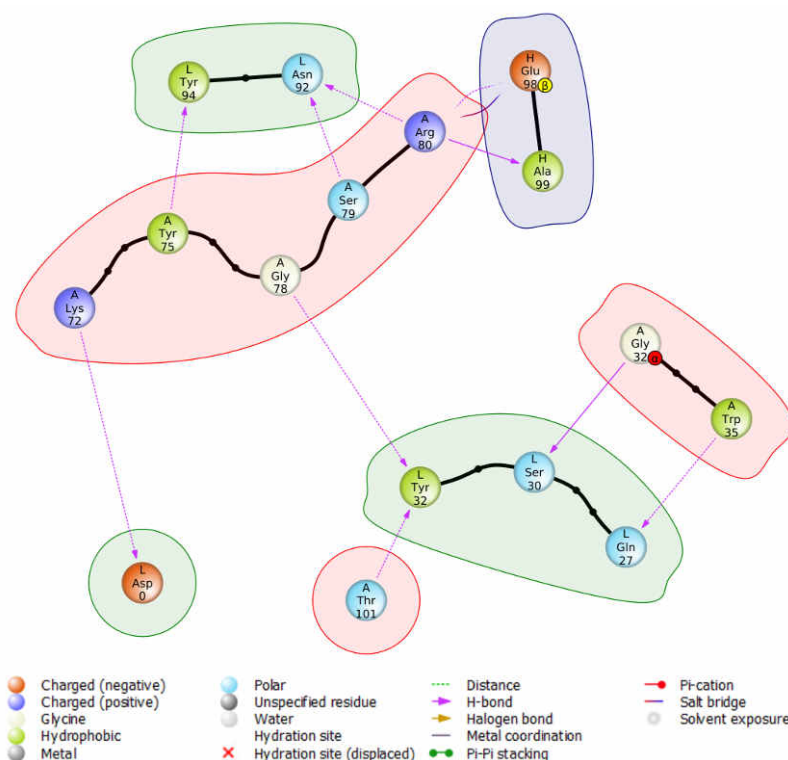 L
Tyr
94
L
Asn
92
A
Arg
80
H
Glu
98
β
H
Ala
99
A
Ser
79
A
Tyr
75
A
Gly
78
A
Lys
72
A
Gly
32
α
A
Trp
35
L
Ser
30
L
Tyr
32
L
Gln
27
L
Asp
0
A
Thr
101
Charged (negative)
Charged (positive)
Glycine
Hydrophobic
Metal
Polar
Unspecified residue
Water
Hydration site
Hydration site (displaced)
Distance
H-bond
Halogen bond
Metal coordination
Pi-Pi stacking
Pi-cation
Salt bridge
Solvent exposure